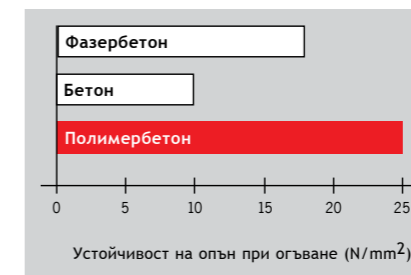 Фазербетон
Бетон
Полимербетон
0 5 10 15 20 25
Устойчивост на опън при огъване (N/mm²)